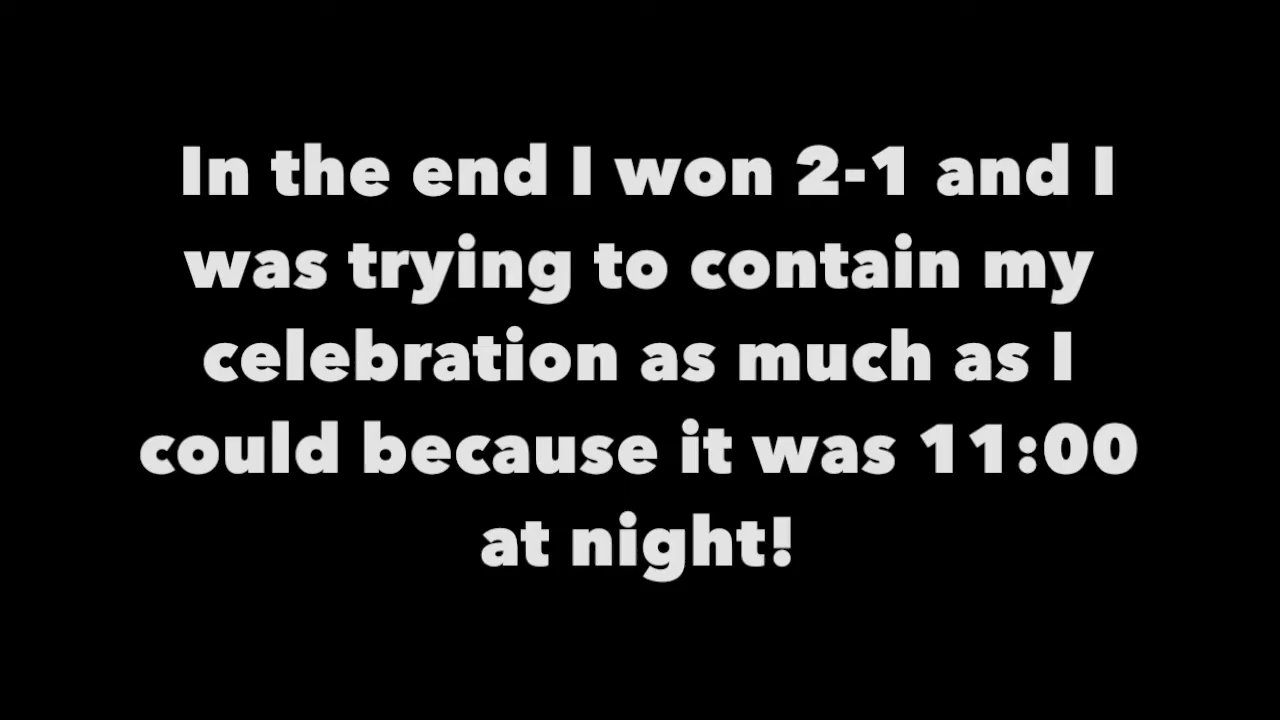 In the end I won 2-1 and I
was trying to contain my
celebration as much as I
could because it was 11:00
at night!